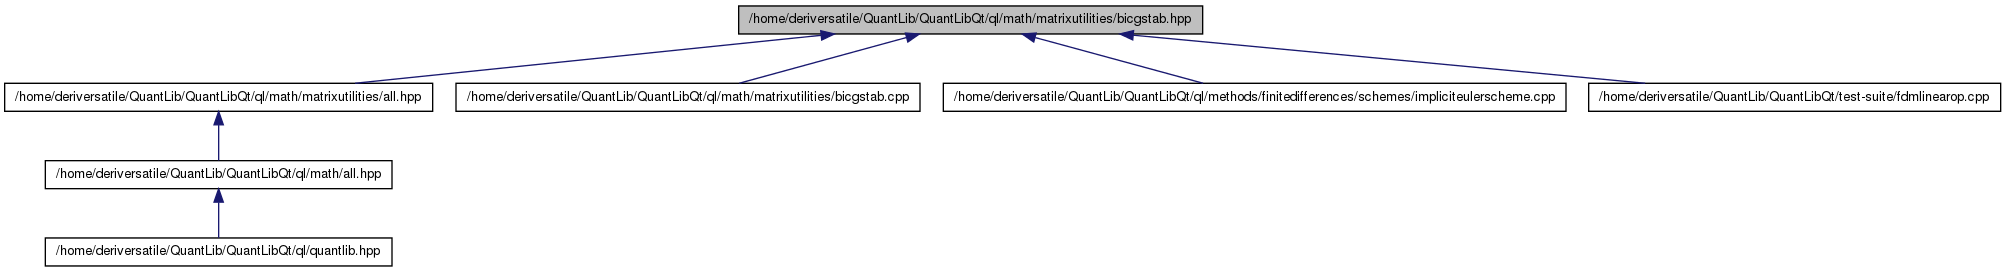 /home/deriversatile/QuantLib/QuantLibQt/ql/math/matrixutilities/bicgstab.hpp
/home/deriversatile/QuantLib/QuantLibQt/ql/math/matrixutilities/all.hpp
/home/deriversatile/QuantLib/QuantLibQt/ql/math/matrixutilities/bicgstab.cpp
/home/deriversatile/QuantLib/QuantLibQt/ql/methods/finitedifferences/schemes/impliciteulerscheme.cpp
/home/deriversatile/QuantLib/QuantLibQt/test-suite/fdmlinearop.cpp
/home/deriversatile/QuantLib/QuantLibQt/ql/math/all.hpp
/home/deriversatile/QuantLib/QuantLibQt/ql/quantlib.hpp